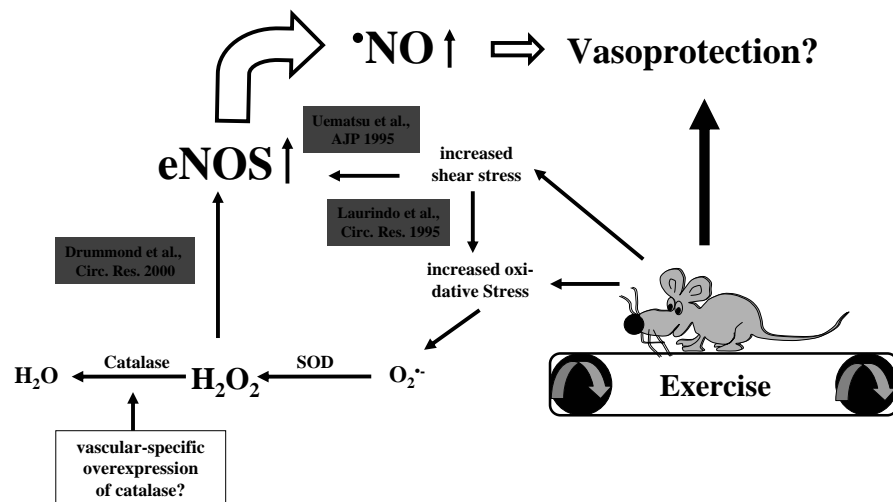 •NO
Vasoprotection?
Uematsu et al.,
AJP 1995
eNOS
increased
shear stress
Laurindo et al.,
Circ. Res. 1995
Drummond et al.,
Circ. Res. 2000
increased oxi-
dative Stress
H₂O
Catalase
H₂O₂
SOD
O₂•-
Exercise
vascular-specific
overexpression
of catalase?